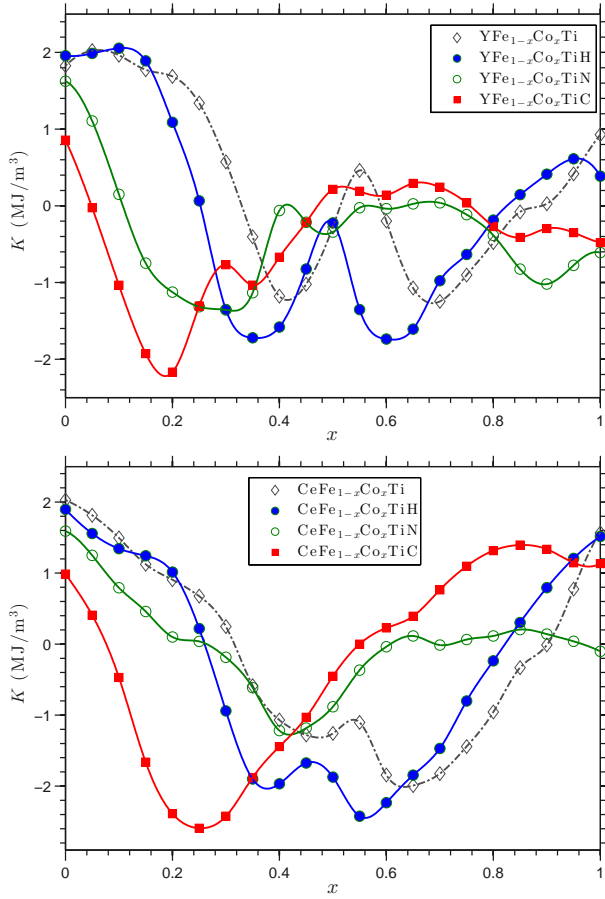 2
1
0
−1
−2
K (MJ/m³)
YFe₁₋ₓCoₓTi
YFe₁₋ₓCoₓTiH
YFe₁₋ₓCoₓTiN
YFe₁₋ₓCoₓTiC
0 0.2 0.4 0.6 0.8 1
x
2
1
0
−1
−2
K (MJ/m³)
CeFe₁₋ₓCoₓTi
CeFe₁₋ₓCoₓTiH
CeFe₁₋ₓCoₓTiN
CeFe₁₋ₓCoₓTiC
0 0.2 0.4 0.6 0.8 1
x